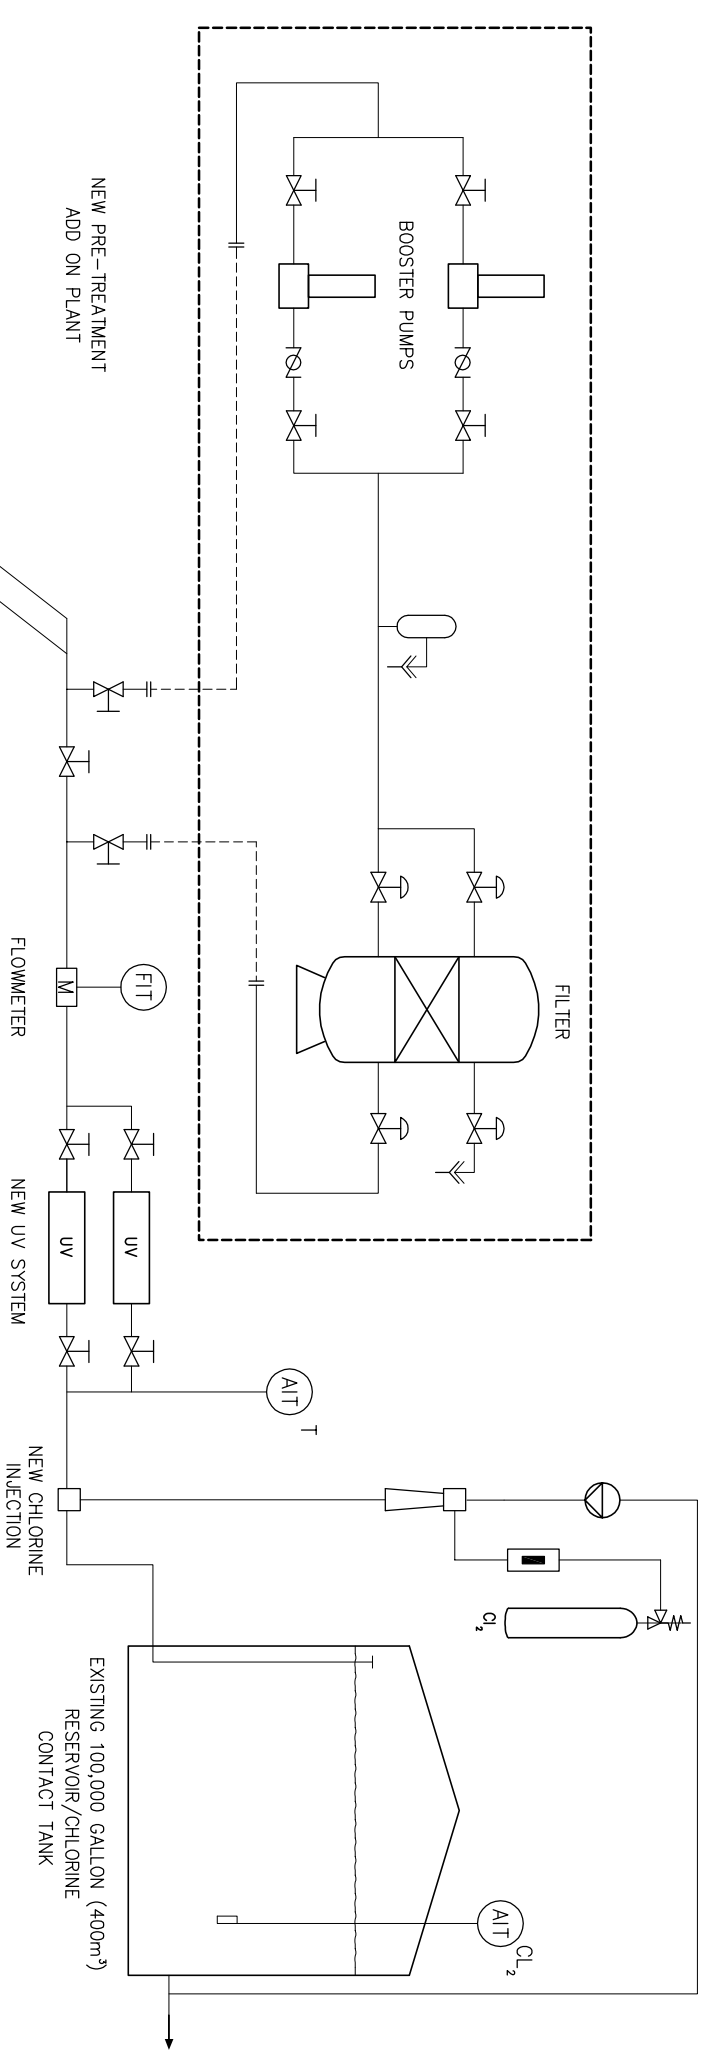 NEW PRE-TREATMENT
ADD ON PLANT
BOOSTER PUMPS
FILTER
FIT
M
FLOWMETER
UV
UV
NEW UV SYSTEM
AIT
T
NEW CHLORINE
INJECTION
Cl₂
EXISTING 100,000 GALLON (400m³)
RESERVOIR/CHLORINE
CONTACT TANK
AIT
CL₂